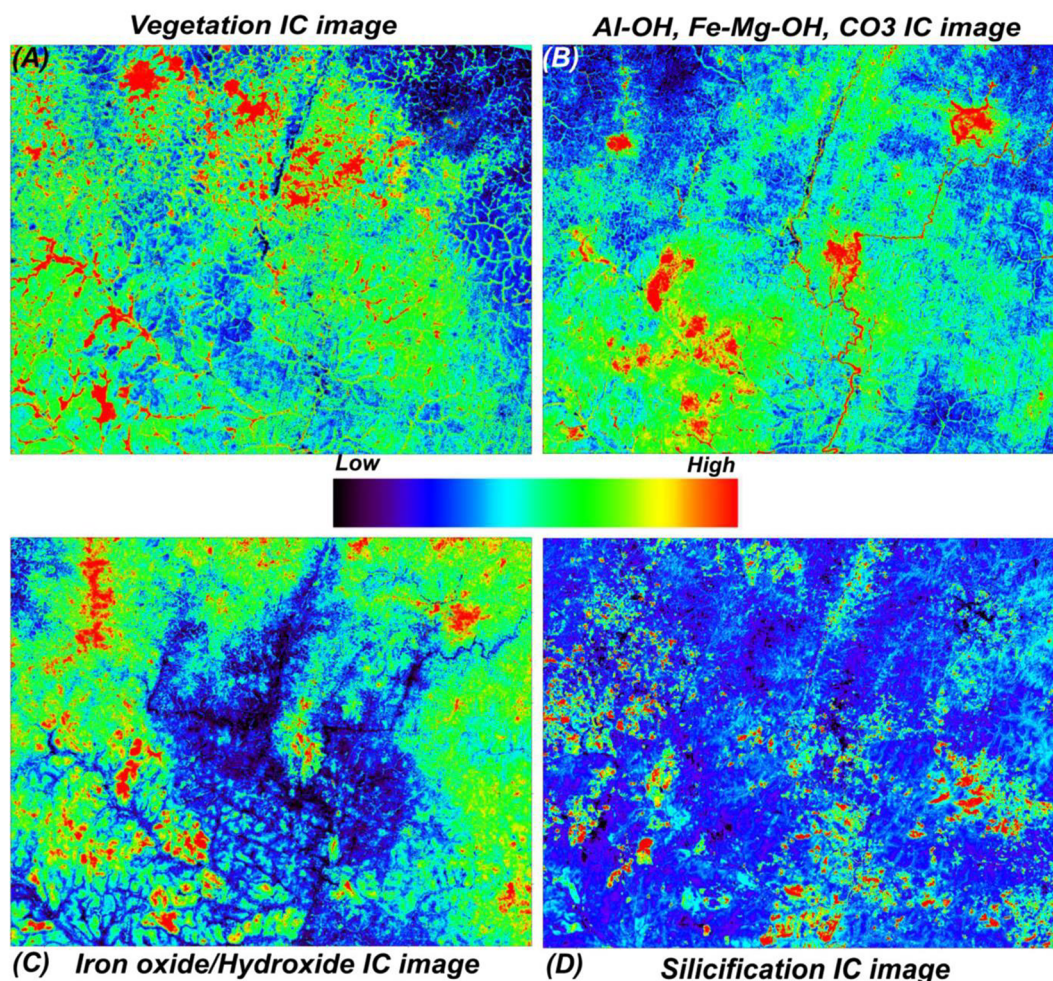 Vegetation IC image
Al-OH, Fe-Mg-OH, CO3 IC image
(A)
(B)
Low
High
(C) Iron oxide/Hydroxide IC image
(D) Silicification IC image